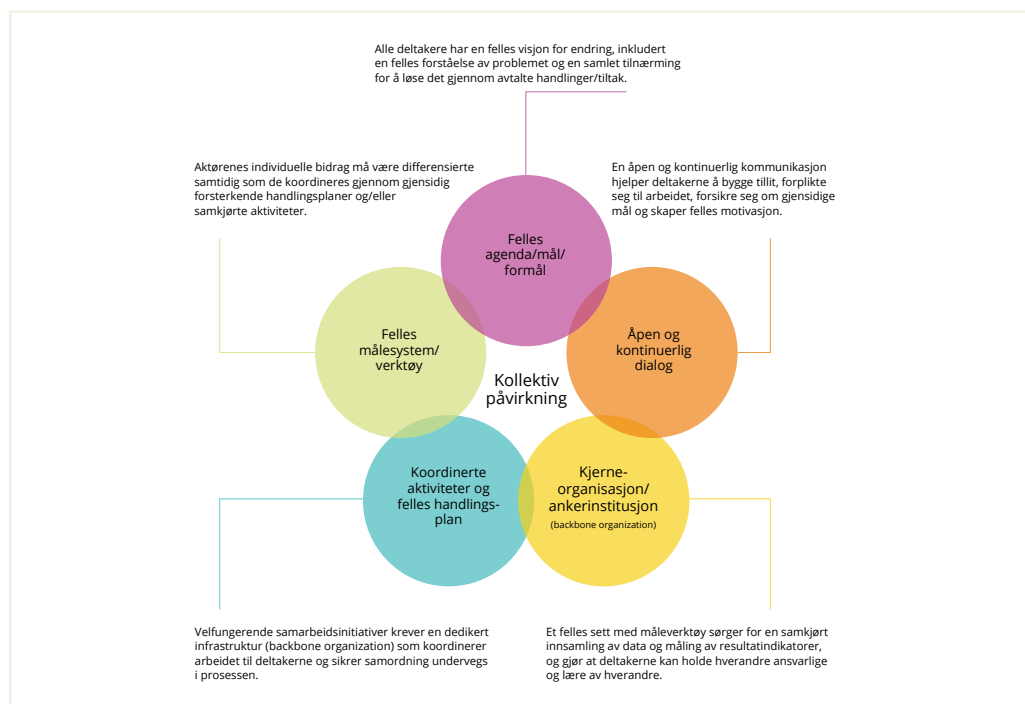 Alle deltakere har en felles visjon for endring, inkludert
en felles forståelse av problemet og en samlet tilnærming
for å løse det gjennom avtalte handlinger/tiltak.
Aktørenes individuelle bidrag må være differensierte
samtidig som de koordineres gjennom gjensidig
forsterkende handlingsplaner og/eller
samkjørte aktiviteter.
En åpen og kontinuerlig kommunikasjon
hjelper deltakerne å bygge tillit, forplikte
seg til arbeidet, forsikre seg om gjensidige
mål og skaper felles motivasjon.
Felles
agenda/mål/
formål
Felles
målesystem/
verktøy
Åpen og
kontinuerlig
dialog
Kollektiv
påvirkning
Koordinerte
aktiviteter og
felles handlings-
plan
Kjerne-
organisasjon/
ankerinstitusjon
(backbone organization)
Velfungerende samarbeidsinitiativer krever en dedikert
infrastruktur (backbone organization) som koordinerer
arbeidet til deltakerne og sikrer samordning undervegs
i prosessen.
Et felles sett med måleverktøy sørger for en samkjørt
innsamling av data og måling av resultatindikatorer,
og gjør at deltakerne kan holde hverandre ansvarlige
og lære av hverandre.